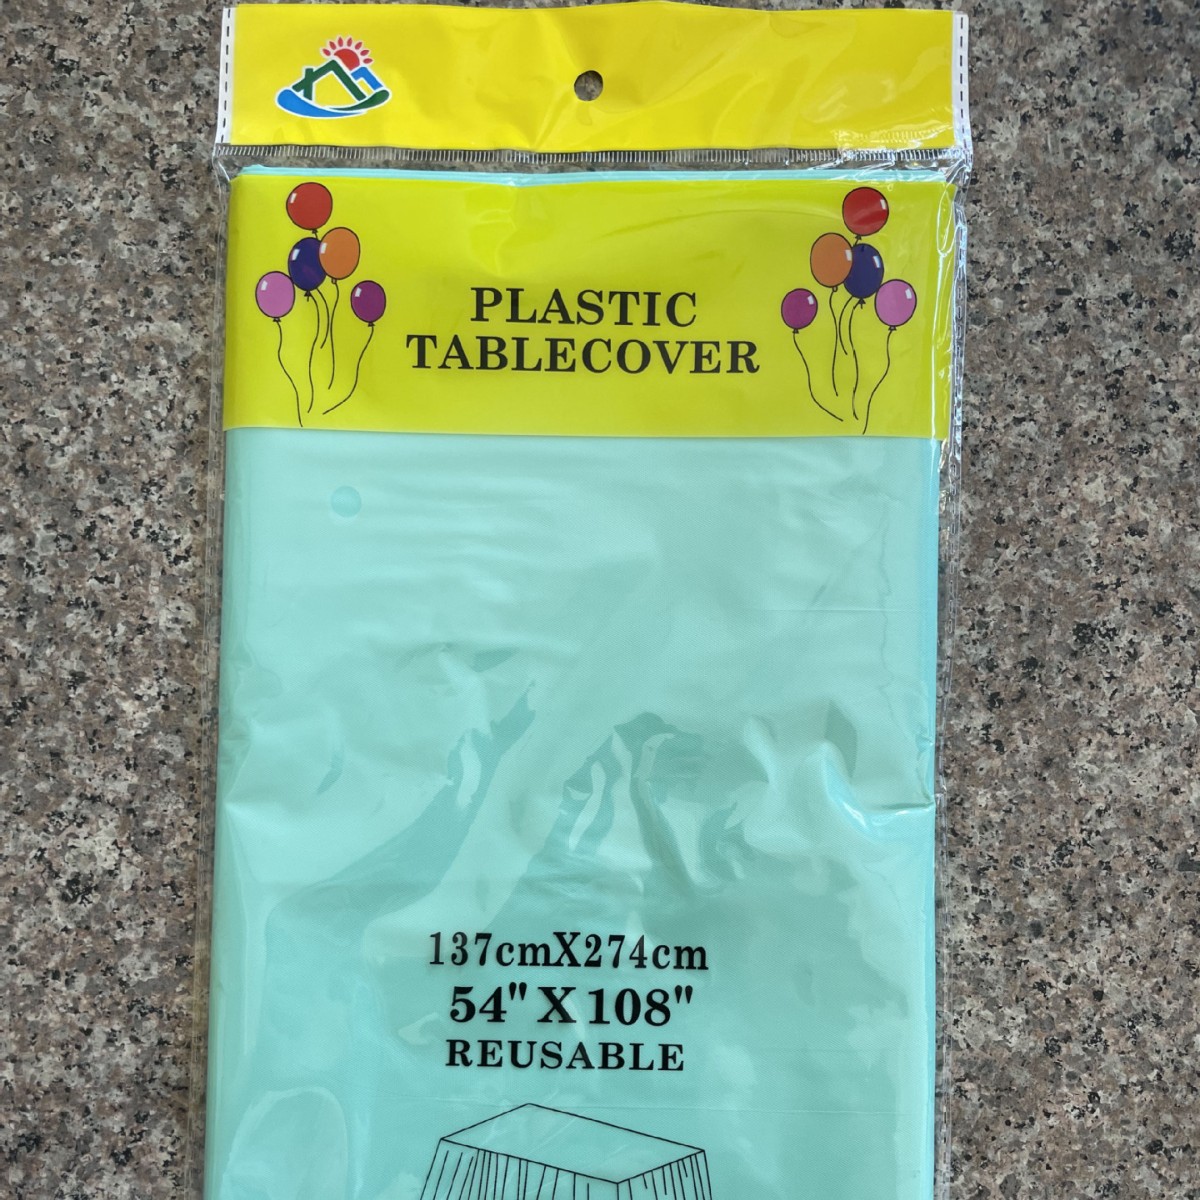 PLASTIC
TABLECOVER
137cmX274cm
54" X 108"
REUSABLE